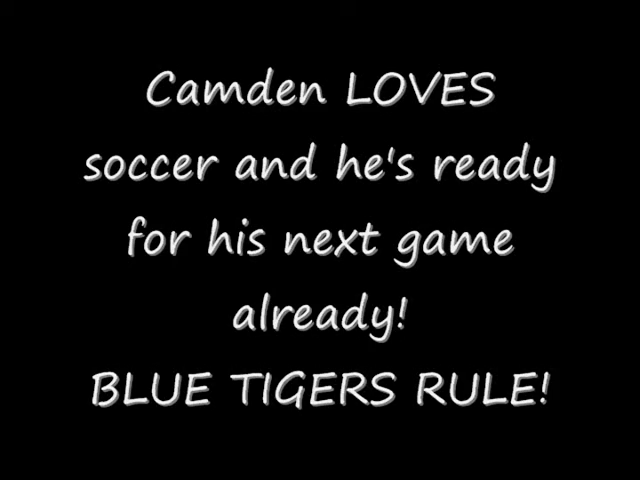 Camden LOVES
soccer and he's ready
for his next game
already!
BLUE TIGERS RULE!